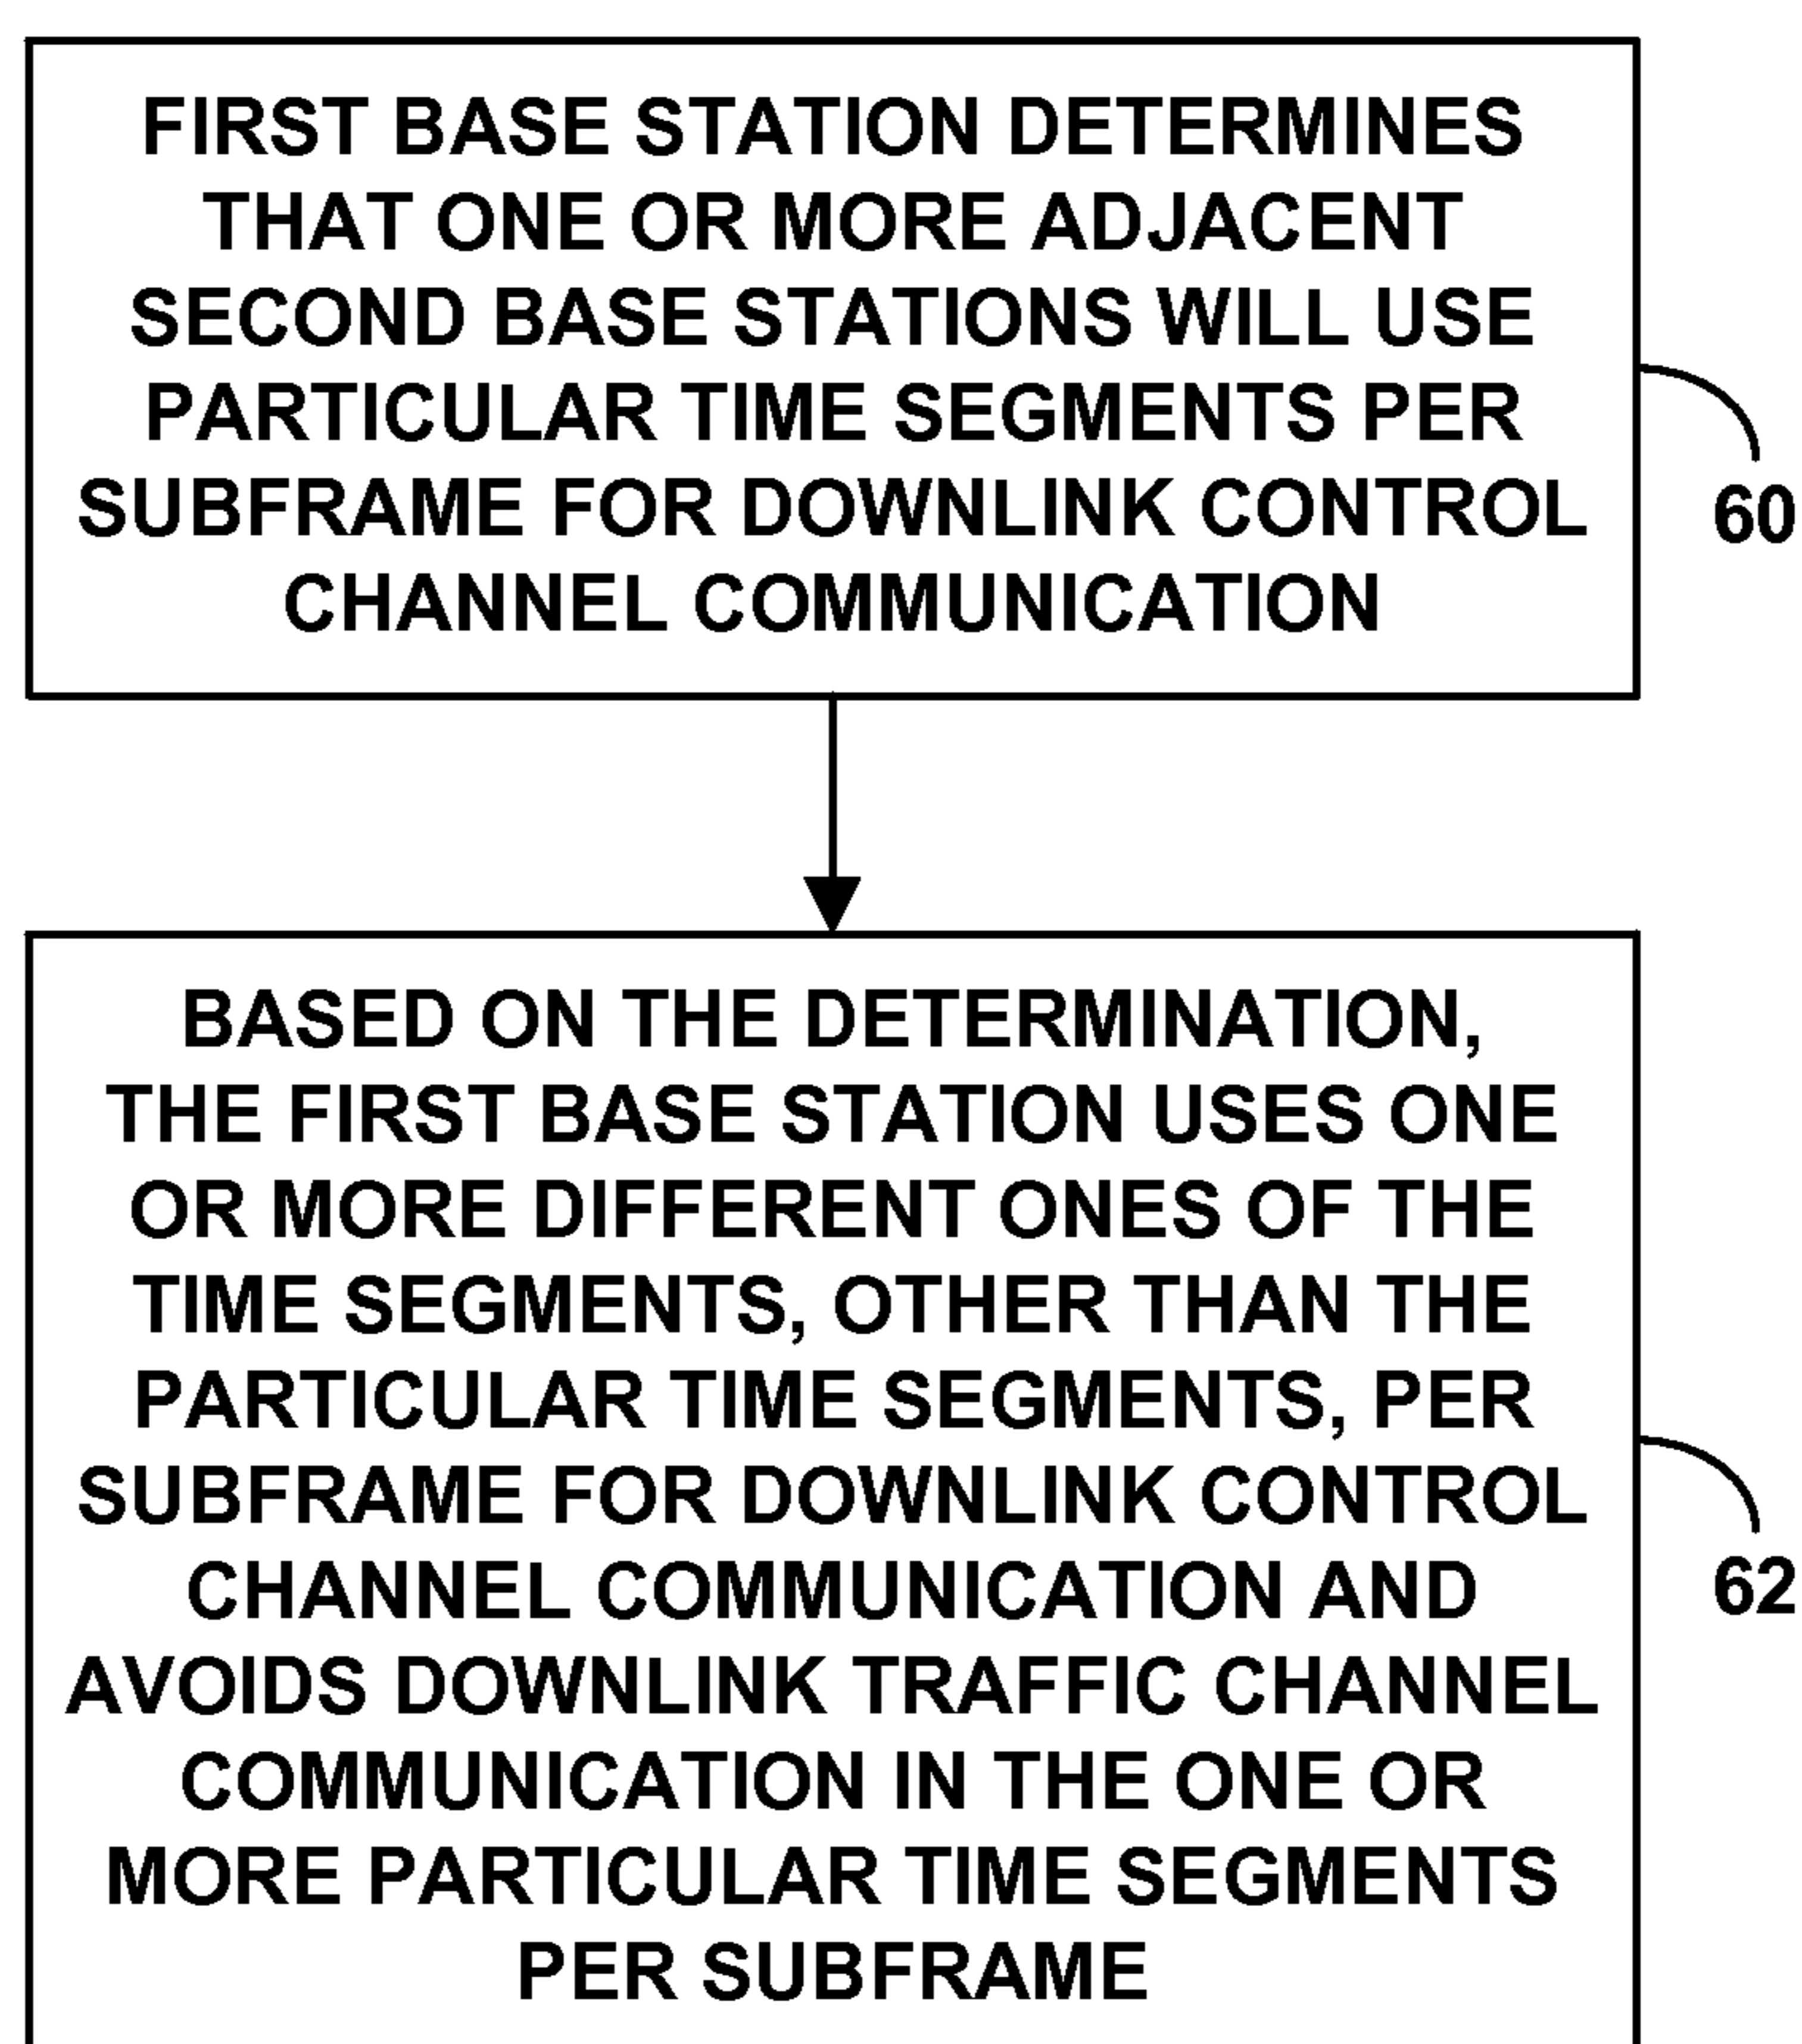 FIRST BASE STATION DETERMINES
THAT ONE OR MORE ADJACENT
SECOND BASE STATIONS WILL USE
PARTICULAR TIME SEGMENTS PER
SUBFRAME FOR DOWNLINK CONTROL
CHANNEL COMMUNICATION
60
BASED ON THE DETERMINATION,
THE FIRST BASE STATION USES ONE
OR MORE DIFFERENT ONES OF THE
TIME SEGMENTS, OTHER THAN THE
PARTICULAR TIME SEGMENTS, PER
SUBFRAME FOR DOWNLINK CONTROL
CHANNEL COMMUNICATION AND
AVOIDS DOWNLINK TRAFFIC CHANNEL
COMMUNICATION IN THE ONE OR
MORE PARTICULAR TIME SEGMENTS
PER SUBFRAME
62